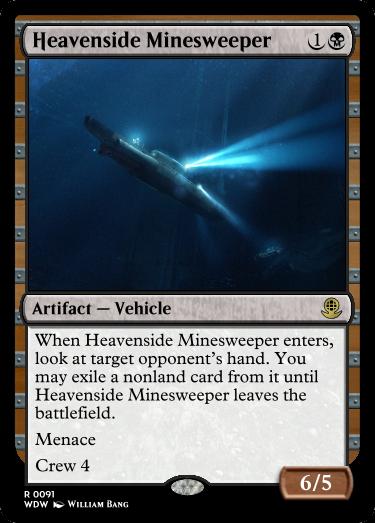 Heavenside Minesweeper 1
Artifact — Vehicle
When Heavenside Minesweeper enters,
look at target opponent's hand. You
may exile a nonland card from it until
Heavenside Minesweeper leaves the
battlefield.
Menace
Crew 4
6/5
R 0091
WDW William Bang